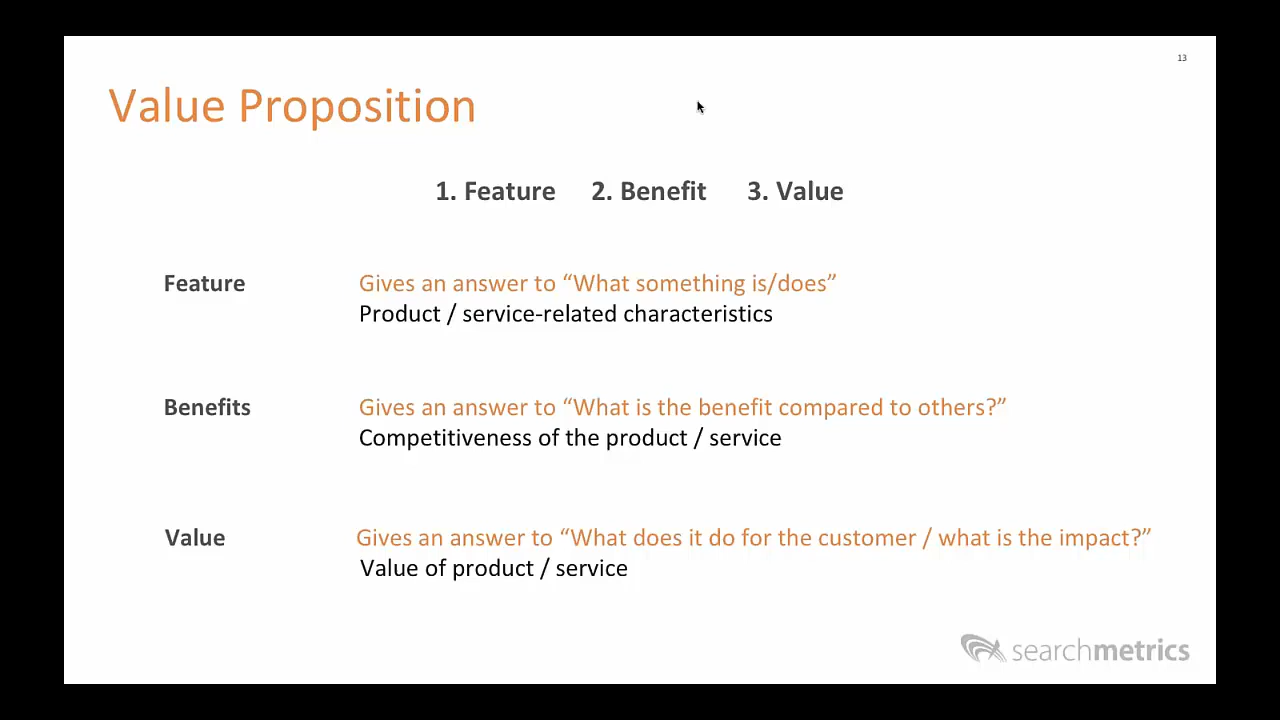 13
Value Proposition
1. Feature 2. Benefit 3. Value
Feature
Gives an answer to “What something is/does”
Product / service-related characteristics
Benefits
Gives an answer to “What is the benefit compared to others?”
Competitiveness of the product / service
Value
Gives an answer to “What does it do for the customer / what is the impact?”
Value of product / service
searchmetrics